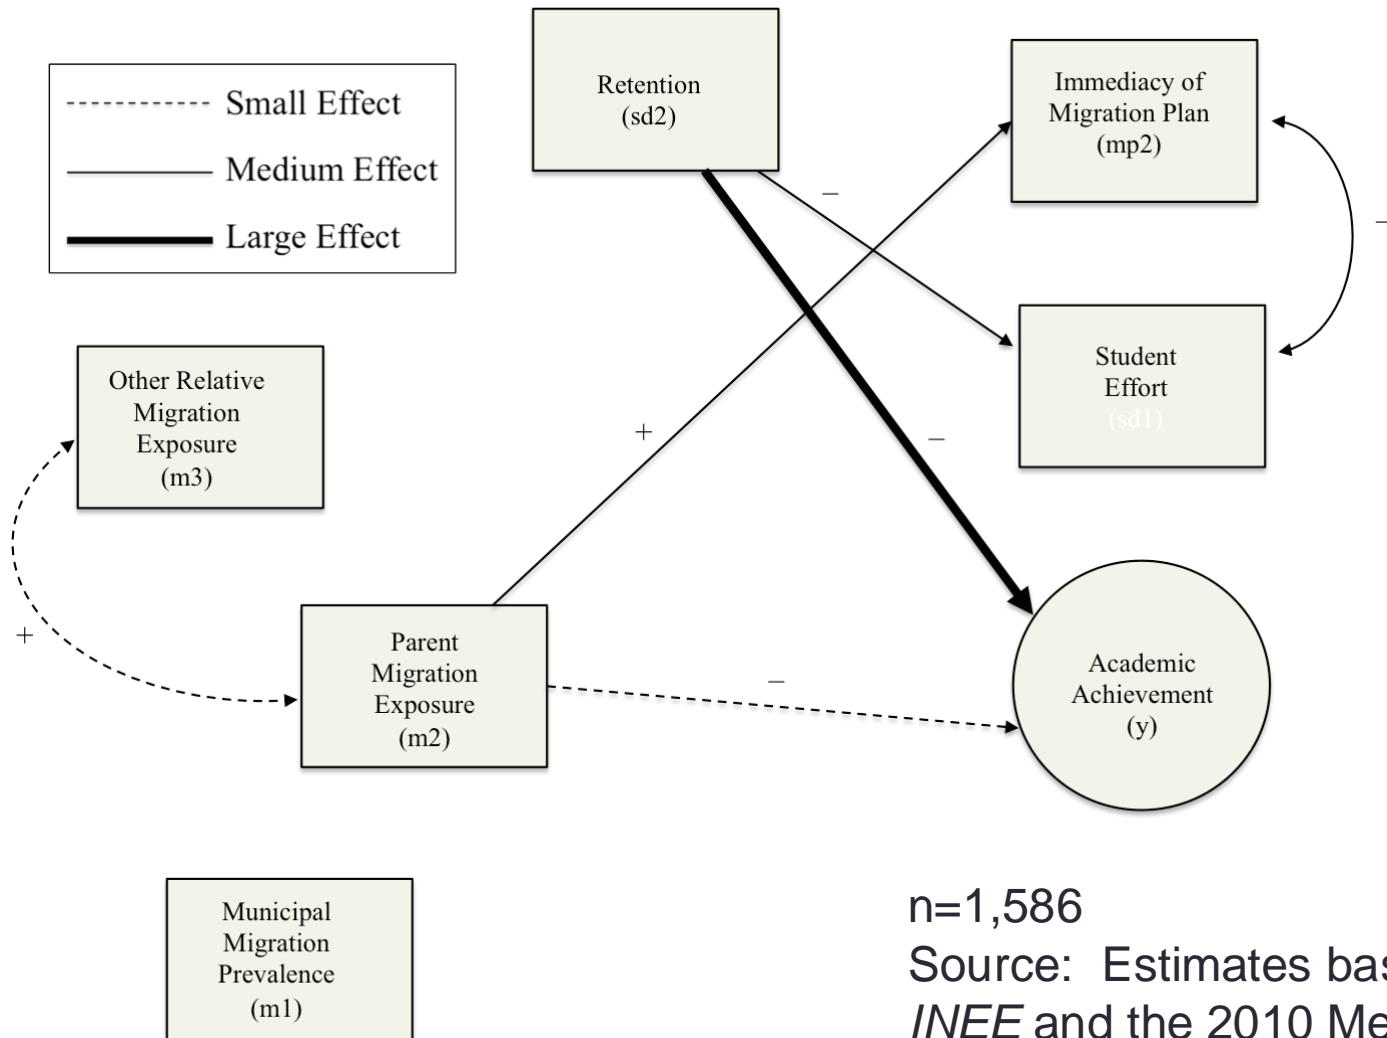 Small Effect
Medium Effect
Large Effect
Retention
(sd2)
Immediacy of
Migration Plan
(mp2)
–
–
Student
Effort
(sd1)
Other Relative
Migration
Exposure
(m3)
+
–
+
Parent
Migration
Exposure
(m2)
–
Academic
Achievement
(y)
Municipal
Migration
Prevalence
(m1)
n=1,586
Source: Estimates bas
INEE and the 2010 Me